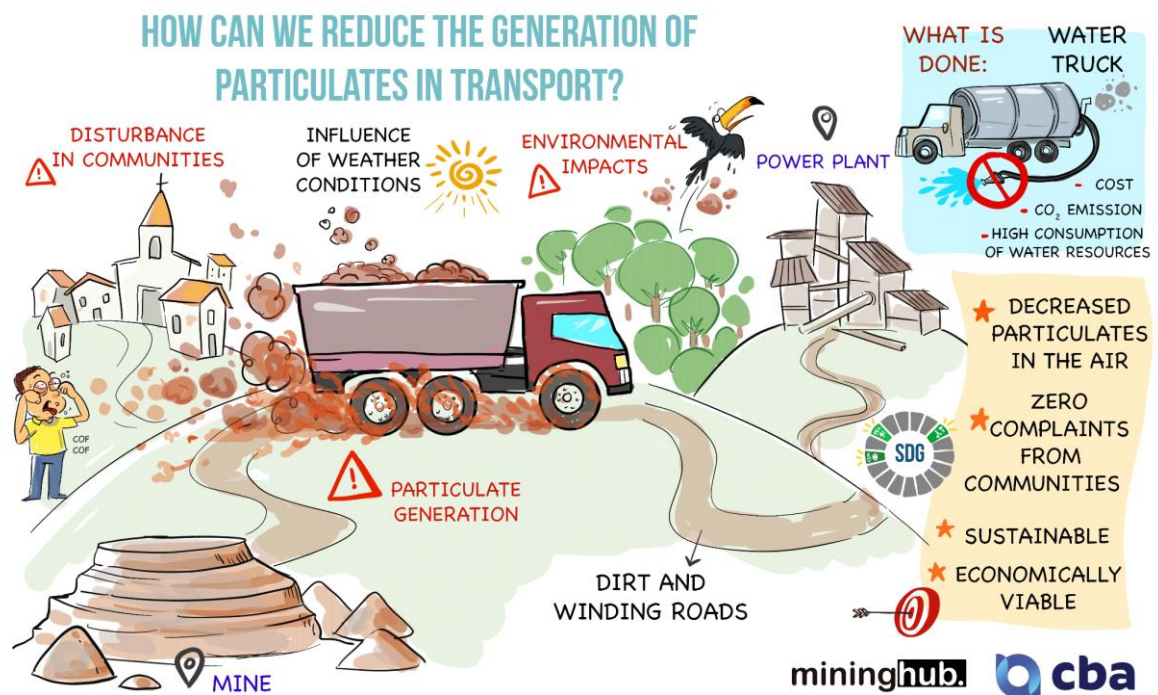 HOW CAN WE REDUCE THE GENERATION OF
PARTICULATES IN TRANSPORT?
DISTURBANCE
IN COMMUNITIES
INFLUENCE
OF WEATHER
CONDITIONS
ENVIRONMENTAL
IMPACTS
POWER PLANT
WHAT IS
DONE:
WATER
TRUCK
- COST
- CO₂ EMISSION
- HIGH CONSUMPTION
OF WATER RESOURCES
COF
COF
PARTICULATE
GENERATION
DIRT AND
WINDING ROADS
MINE
SDG
DECREASED
PARTICULATES
IN THE AIR
ZERO
COMPLAINTS
FROM
COMMUNITIES
SUSTAINABLE
ECONOMICALLY
VIABLE
mininghub.
cba